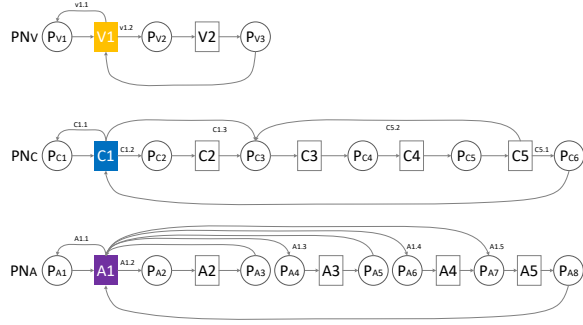 v1.1
PNV PV1 V1 v1.2 PV2 V2 PV3
C1.1 C1.3 C5.2
PNC PC1 C1 C1.2 PC2 C2 PC3 C3 PC4 C4 PC5 C5 C5.1 PC6
A1.1 A1.3 A1.4 A1.5
PNA PA1 A1 A1.2 PA2 A2 PA3 PA4 A3 PA5 PA6 A4 PA7 A5 PA8